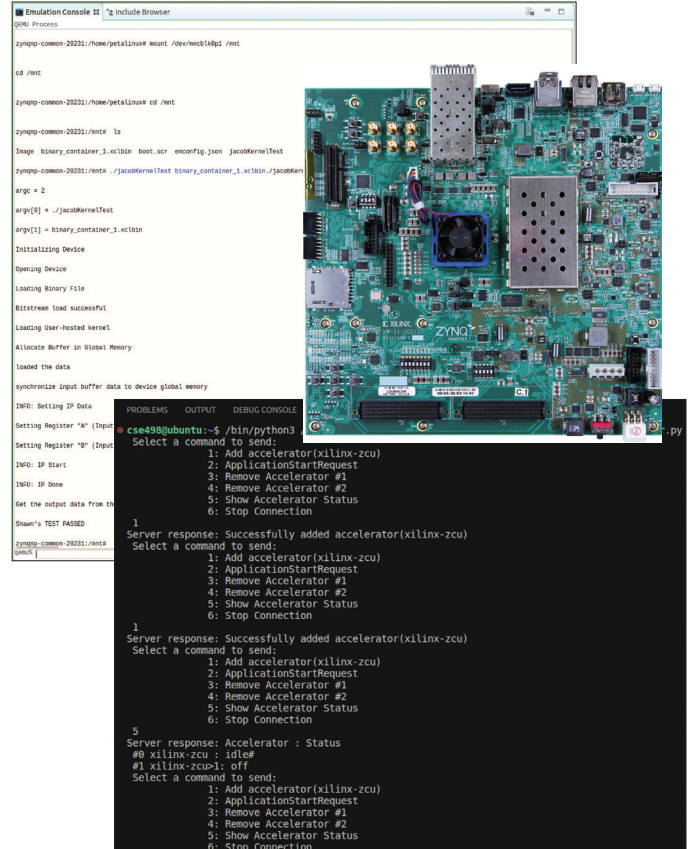 Emulation Console
Include Browser
QEMU Process
zynqmp-common-20231:/home/petalinux# mount /dev/mmcblk0p1 /mnt
cd /mnt
zynqmp-common-20231:/home/petalinux# cd /mnt
zynqmp-common-20231:/mnt# ls
Image binary_container_1.xclbin boot.scr emconfig.json jacobKernelTest
zynqmp-common-20231:/mnt# ./jacobKernelTest binary_container_1.xclbin./jacobKer
argc = 2
argv[0] = ./jacobKernelTest
argv[1] = binary_container_1.xclbin
Initializing Device
Opening Device
Loading Binary File
Bitstream load successful
Loading User-hosted kernel
Allocate Buffer in Global Memory
loaded the data
synchronize input buffer data to device global memory
INFO: Setting IP Data
Setting Register "A" (Input
Setting Register "B" (Input
INFO: IP Start
INFO: IP Done
Get the output data from th
Shawn's TEST PASSED
zynqmp-common-20231:/mnt#
qemu%
XILINX
ZYNQ
C.1
PROBLEMS OUTPUT DEBUG CONSOLE
cse498@ubuntu:~$ /bin/python3 / r.py
Select a command to send:
1: Add accelerator(xilinx-zcu)
2: ApplicationStartRequest
3: Remove Accelerator #1
4: Remove Accelerator #2
5: Show Accelerator Status
6: Stop Connection
1
Server response: Successfully added accelerator(xilinx-zcu)
Select a command to send:
1: Add accelerator(xilinx-zcu)
2: ApplicationStartRequest
3: Remove Accelerator #1
4: Remove Accelerator #2
5: Show Accelerator Status
6: Stop Connection
1
Server response: Successfully added accelerator(xilinx-zcu)
Select a command to send:
1: Add accelerator(xilinx-zcu)
2: ApplicationStartRequest
3: Remove Accelerator #1
4: Remove Accelerator #2
5: Show Accelerator Status
6: Stop Connection
5
Server response: Accelerator : Status
#0 xilinx-zcu : idle#
#1 xilinx-zcu>1: off
Select a command to send:
1: Add accelerator(xilinx-zcu)
2: ApplicationStartRequest
3: Remove Accelerator #1
4: Remove Accelerator #2
5: Show Accelerator Status
6: Stop Connection